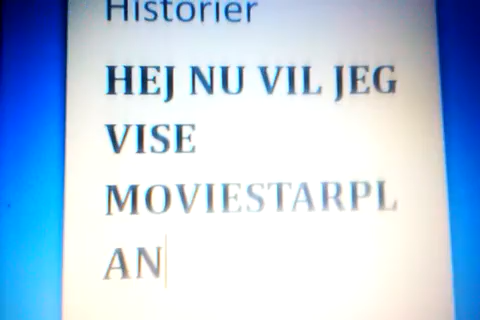 Historier
HEJ NU VIL JEG
VISE
MOVIESTARPL
AN